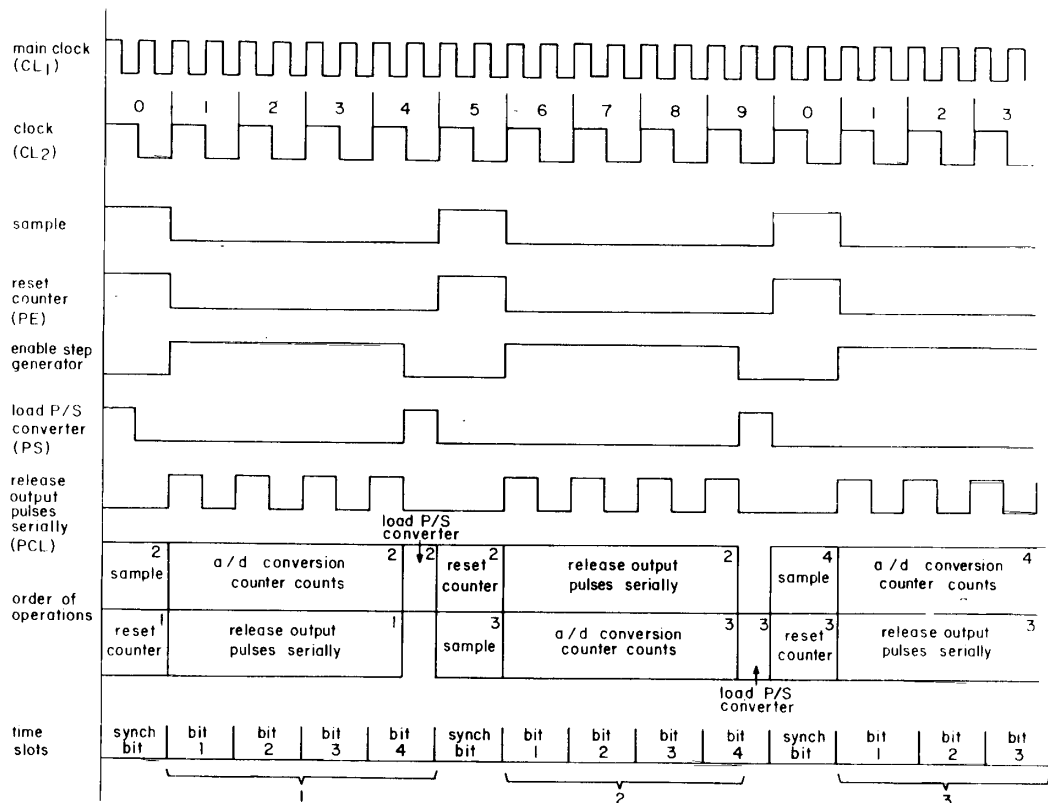 main clock
(CL1)
0 1 2 3 4 5 6 7 8 9 0 1 2 3
clock
(CL2)
sample
reset
counter
(PE)
enable step
generator
load P/S
converter
(PS)
release
output
pulses
serially
(PCL)
load P/S
converter
order of
operations
2 2 2 2 2 4 4
sample
a/d conversion
counter counts
reset
counter
release output
pulses serially
sample
a/d conversion
counter counts
1 1 3 3 3 3 3
reset
counter
release output
pulses serially
sample
a/d conversion
counter counts
reset
counter
release output
pulses serially
load P/S
converter
time
slots
synch bit bit bit bit synch bit bit bit bit synch bit bit bit
bit 1 2 3 4 bit 1 2 3 4 bit 1 2 3
1 2 3